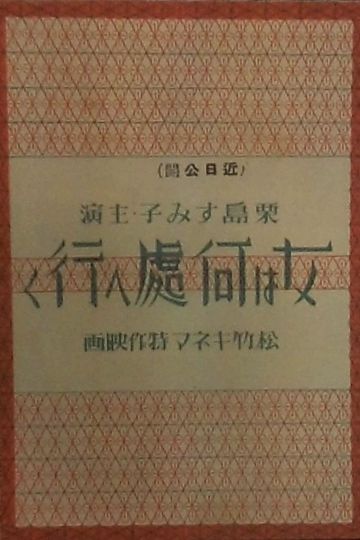 (近日公開)
栗島すみ子・主演
女は何處へ行く
松竹キネマ特作映画